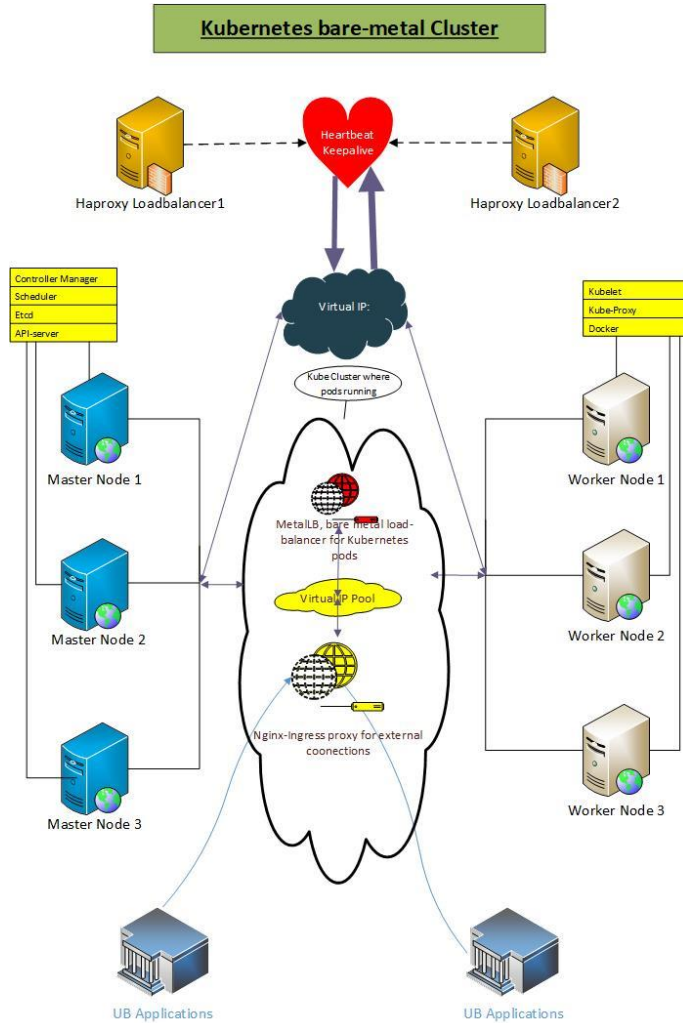 Kubernetes bare-metal Cluster
Heartbeat
Keepalive
Haproxy Loadbalancer1
Haproxy Loadbalancer2
Controller Manager
Scheduler
Etcd
API-server
Virtual IP:
Kubelet
Kube-Proxy
Docker
Kube Cluster where
pods running
Master Node 1
Worker Node 1
MetalLB, bare metal load-
balancer for Kubernetes
pods
Virtual IP Pool
Master Node 2
Worker Node 2
Nginx-Ingress proxy for external
conections
Master Node 3
Worker Node 3
UB Applications
UB Applications